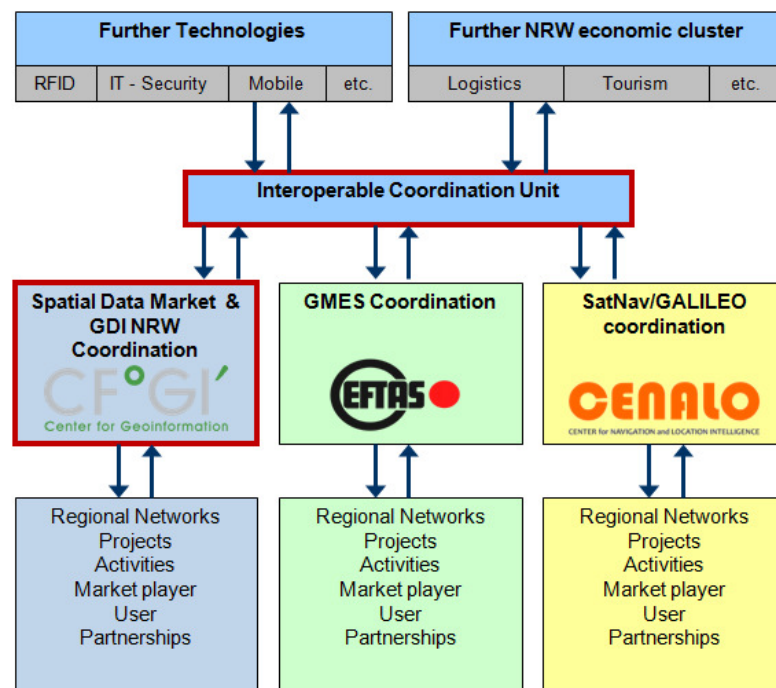 Further Technologies
RFID
IT - Security
Mobile
etc.
Further NRW economic cluster
Logistics
Tourism
etc.
Interoperable Coordination Unit
Spatial Data Market &
GDI NRW
Coordination
CF°GI´
Center for Geoinformation
GMES Coordination
EFTAS
SatNav/GALILEO
coordination
CENALO
CENTER for NAVIGATION and LOCATION INTELLIGENCE
Regional Networks
Projects
Activities
Market player
User
Partnerships
Regional Networks
Projects
Activities
Market player
User
Partnerships
Regional Networks
Projects
Activities
Market player
User
Partnerships